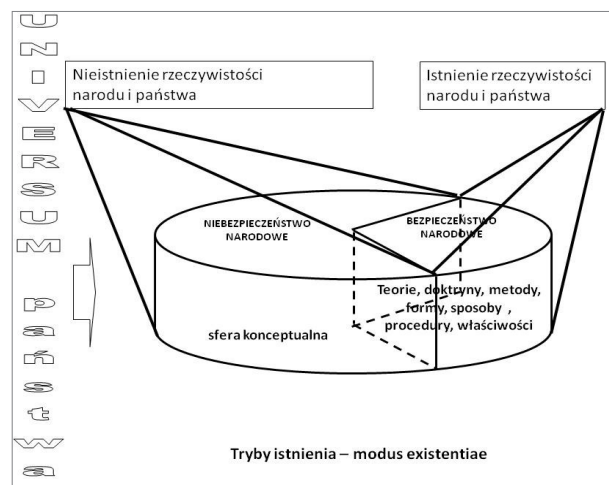 UNiVERSUM państwa
Nieistnienie rzeczywistości
narodu i państwa
Istnienie rzeczywistości
narodu i państwa
NIEBEZPIECZEŃSTWO
NARODOWE
BEZPIECZEŃSTWO
NARODOWE
Teorie, doktryny, metody,
formy, sposoby ,
procedury, właściwości
sfera konceptualna
Tryby istnienia – modus existentiae